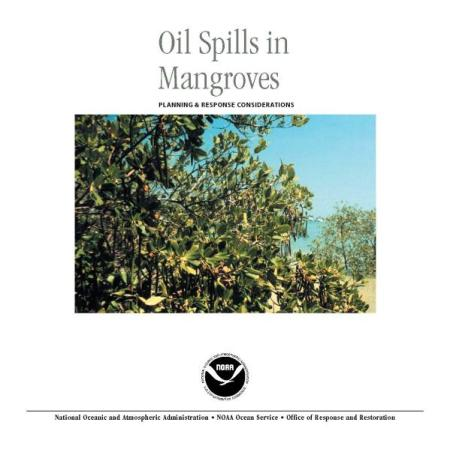 Oil Spills in
Mangroves
PLANNING & RESPONSE CONSIDERATIONS
NOAA
National Oceanic and Atmospheric Administration • NOAA Ocean Service • Office of Response and Restoration